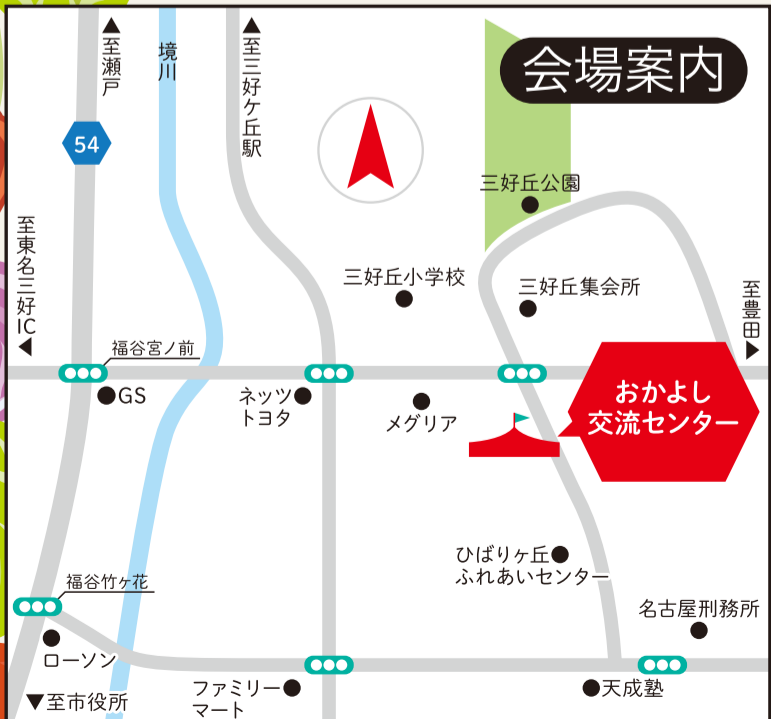 会場案内
▲至瀬戸
境川
▲至三好ケ丘駅
54
三好丘公園
至東名三好IC◀
三好丘小学校
三好丘集会所
至豊田▶
福谷宮ノ前
GS
ネッツ
トヨタ
メグリア
おかよし
交流センター
ひばりヶ丘
ふれあいセンター
福谷竹ヶ花
名古屋刑務所
ローソン
▼至市役所
ファミリー
マート
天成塾